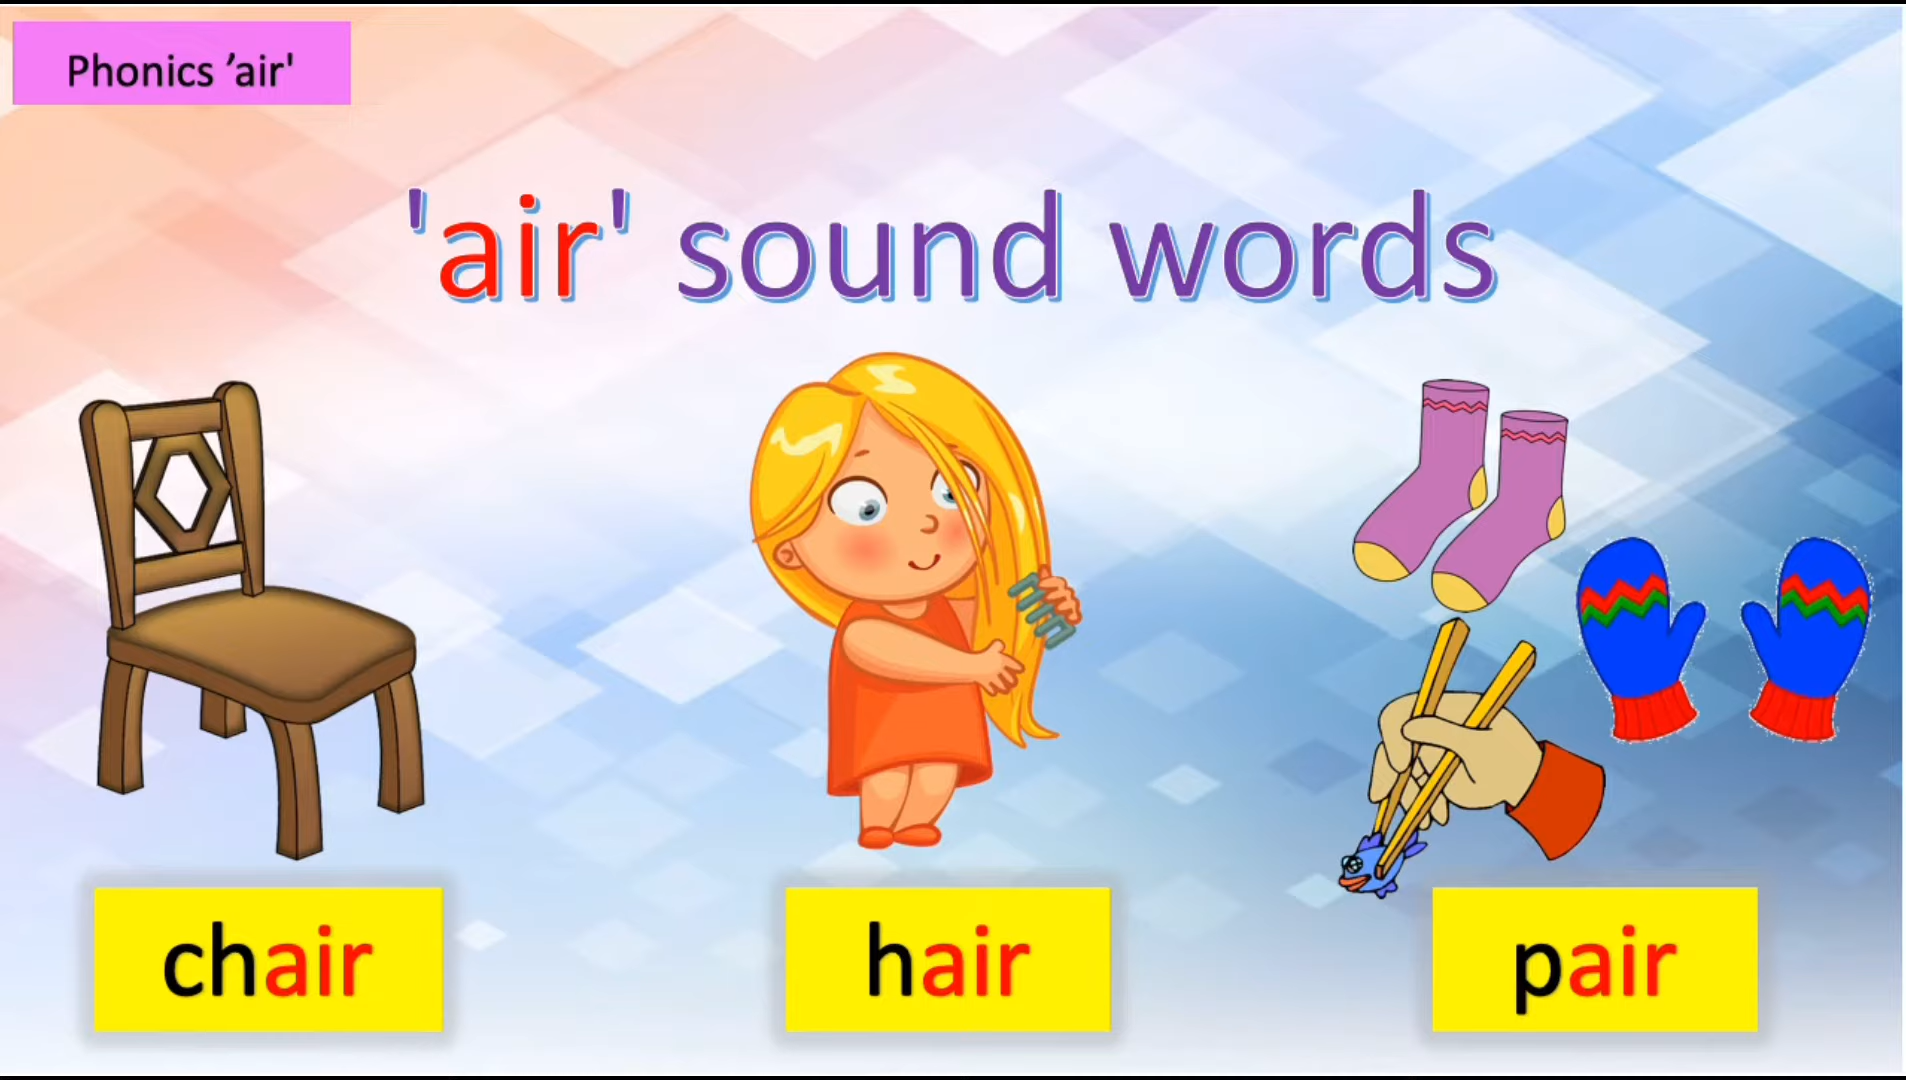 Phonics ’air'
'air' sound words
chair
hair
pair